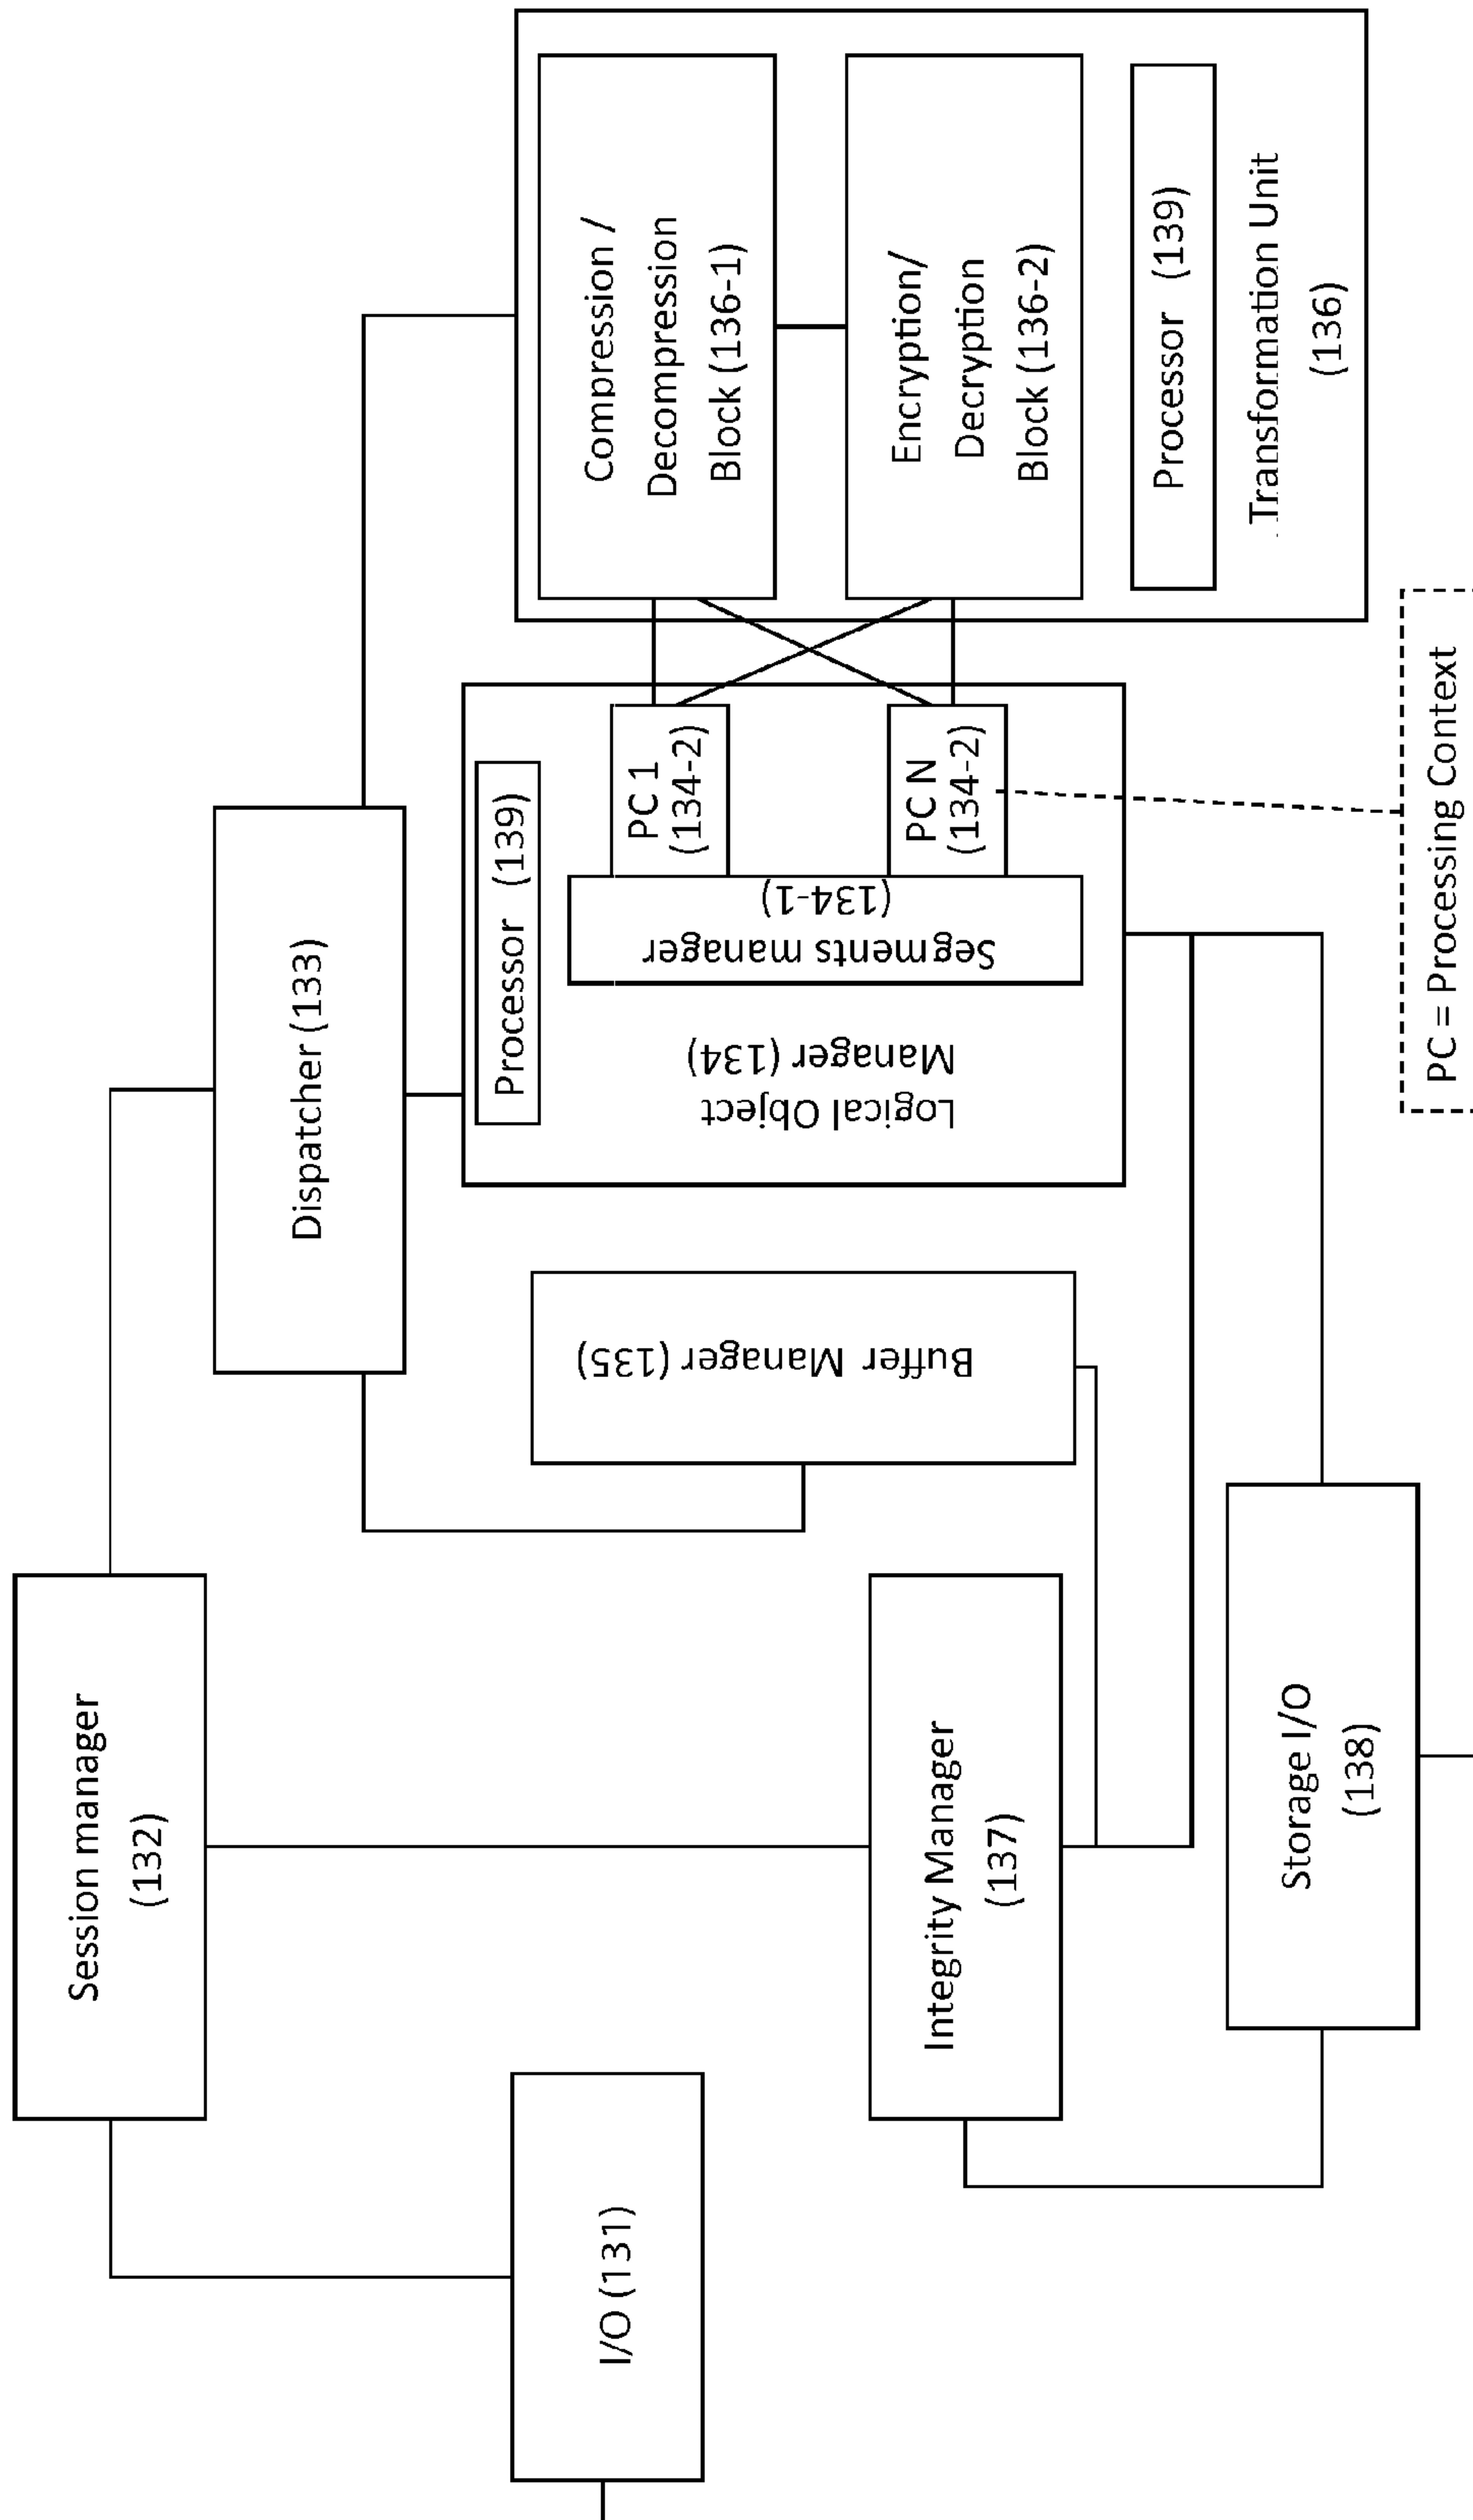 Session manager
(132)
Dispatcher (133)
I/O (131)
Buffer Manager (135)
Processor (139)
Logical Object
Manager (134)
Segments manager
(134-1)
PC 1
(134-2)
PC N
(134-2)
Compression /
Decompression
Block (136-1)
Encryption/
Decryption
Block (136-2)
Processor (139)
Transformation Unit
(136)
Integrity Manager
(137)
Storage I/O
(138)
PC = Processing Context